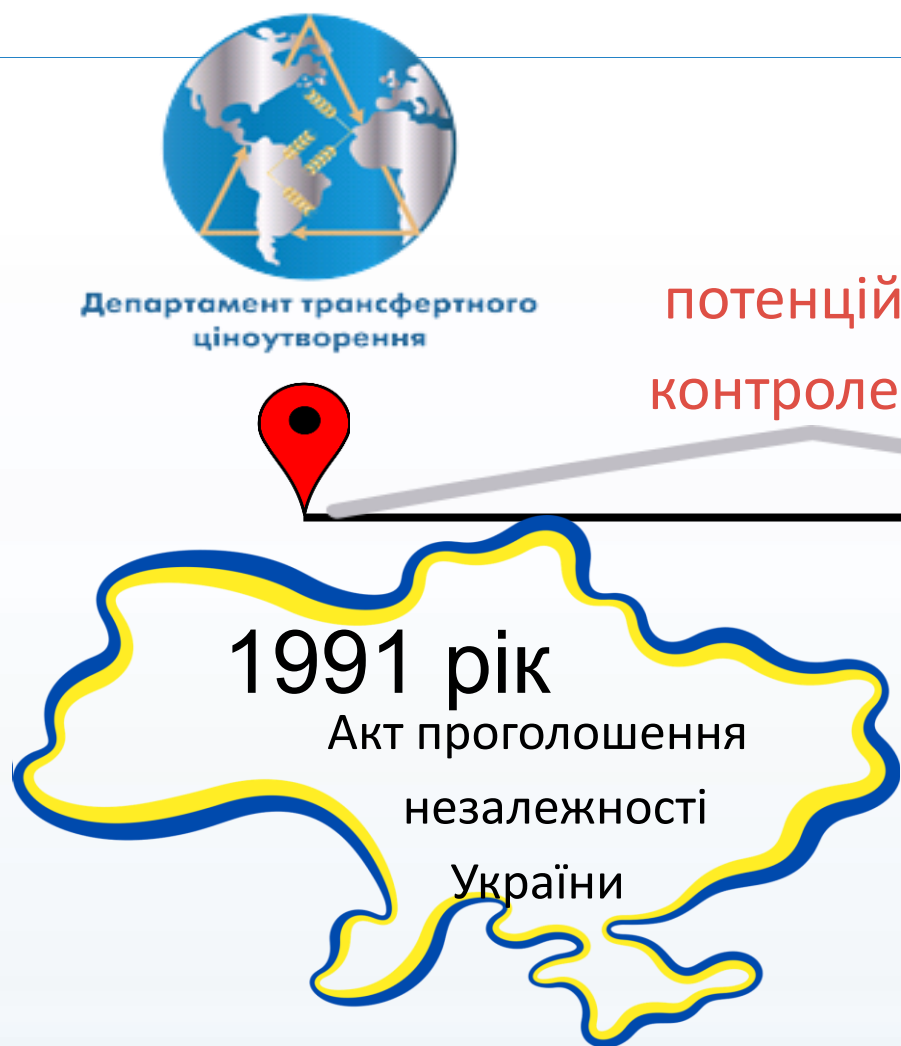 Департамент трансфертного
ціноутворення
потенцій
контроле
1991 рік
Акт проголошення
незалежності
України